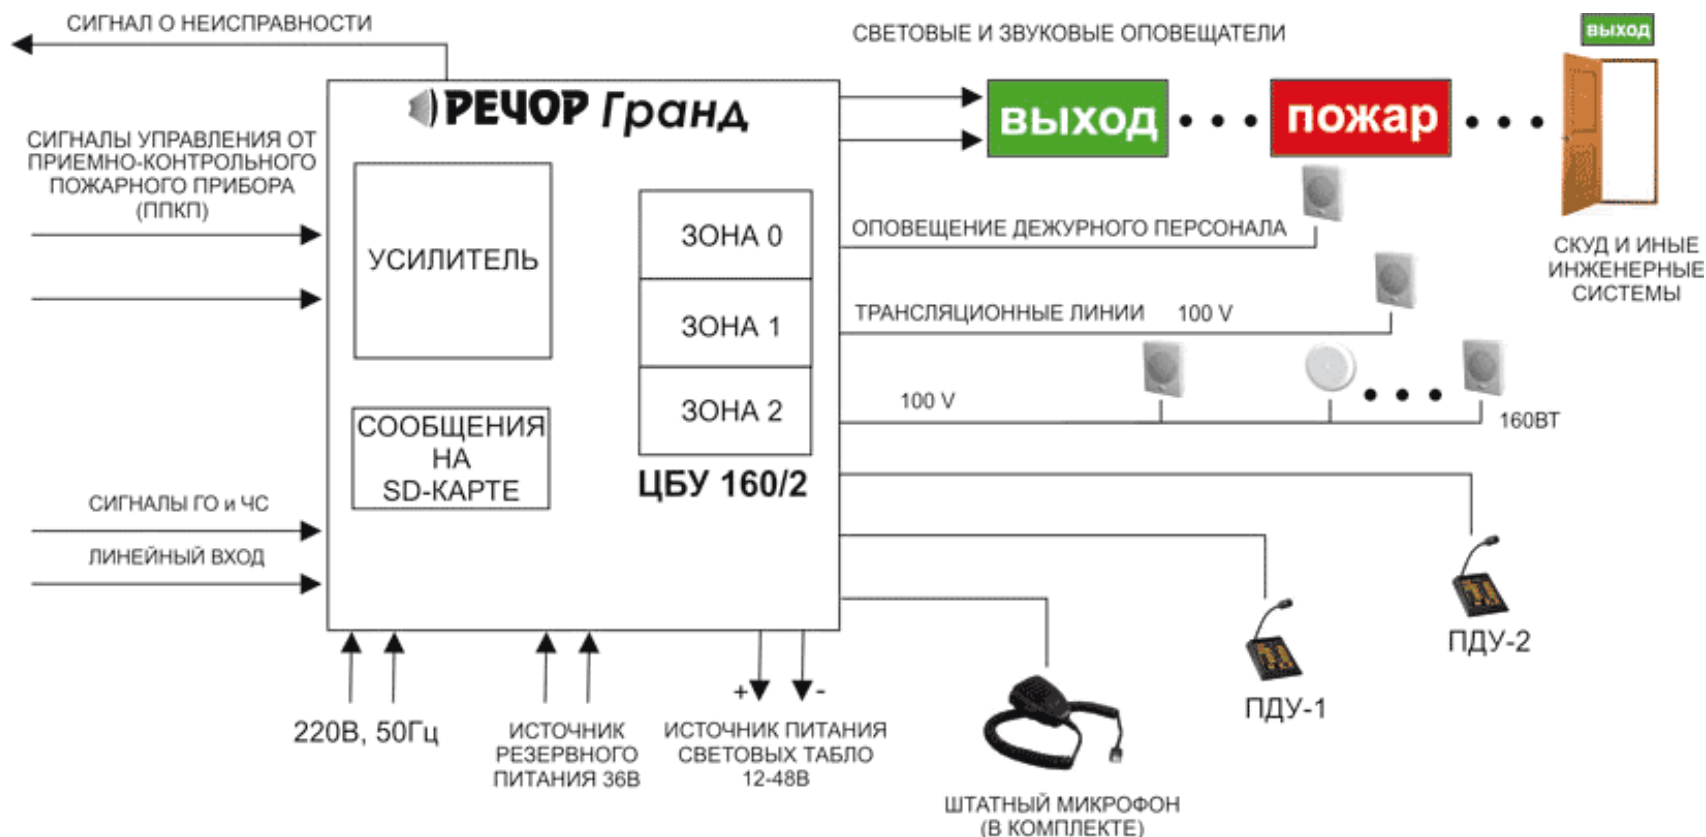 СИГНАЛ О НЕИСПРАВНОСТИ
СВЕТОВЫЕ И ЗВУКОВЫЕ ОПОВЕЩАТЕЛИ
ВЫХОД
РЕЧОР Гранд
выход
пожар
СИГНАЛЫ УПРАВЛЕНИЯ ОТ
ПРИЕМНО-КОНТРОЛЬНОГО
ПОЖАРНОГО ПРИБОРА
(ППКП)
УСИЛИТЕЛЬ
ЗОНА 0
ЗОНА 1
ЗОНА 2
ЦБУ 160/2
СООБЩЕНИЯ
НА
SD-КАРТЕ
ОПОВЕЩЕНИЕ ДЕЖУРНОГО ПЕРСОНАЛА
СКУД И ИНЫЕ
ИНЖЕНЕРНЫЕ
СИСТЕМЫ
ТРАНСЛЯЦИОННЫЕ ЛИНИИ 100 V
100 V
160ВТ
СИГНАЛЫ ГО и ЧС
ЛИНЕЙНЫЙ ВХОД
ПДУ-2
ПДУ-1
+ -
220В, 50Гц
ИСТОЧНИК
РЕЗЕРВНОГО
ПИТАНИЯ 36В
ИСТОЧНИК ПИТАНИЯ
СВЕТОВЫХ ТАБЛО
12-48В
ШТАТНЫЙ МИКРОФОН
(В КОМПЛЕКТЕ)